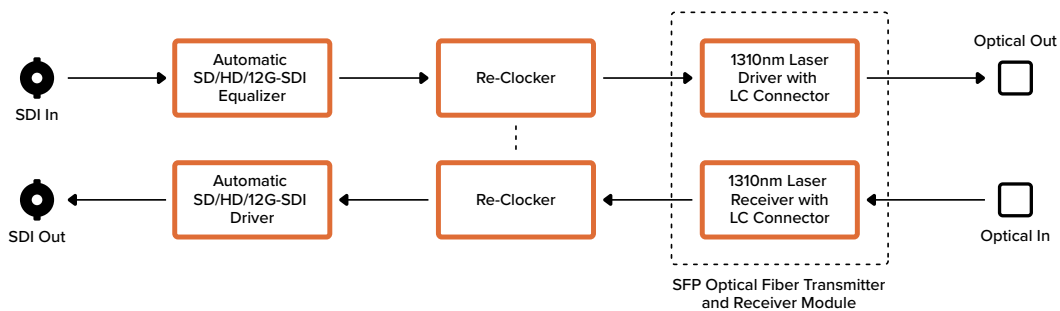 SDI In
Automatic
SD/HD/12G-SDI
Equalizer
Re-Clocker
1310nm Laser
Driver with
LC Connector
Optical Out
SDI Out
Automatic
SD/HD/12G-SDI
Driver
Re-Clocker
1310nm Laser
Receiver with
LC Connector
Optical In
SFP Optical Fiber Transmitter
and Receiver Module